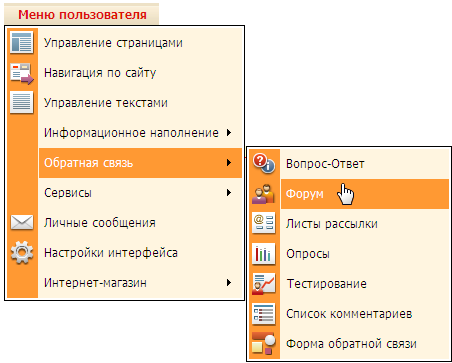 Меню пользователя
Управление страницами
Навигация по сайту
Управление текстами
Информационное наполнение
Обратная связь
Сервисы
Личные сообщения
Настройки интерфейса
Интернет-магазин
Вопрос-Ответ
Форум
Листы рассылки
Опросы
Тестирование
Список комментариев
Форма обратной связи